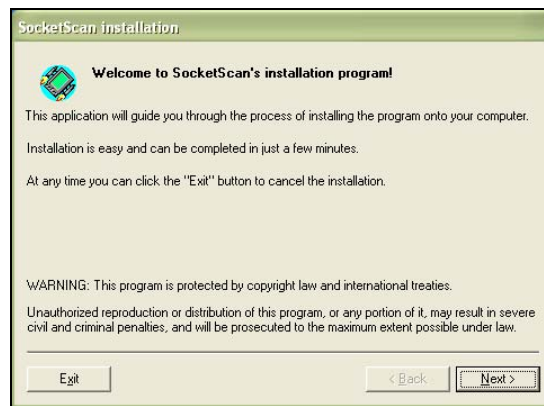 SocketScan installation
Welcome to SocketScan's installation program!
This application will guide you through the process of installing the program onto your computer.
Installation is easy and can be completed in just a few minutes.
At any time you can click the "Exit" button to cancel the installation.
WARNING: This program is protected by copyright law and international treaties.
Unauthorized reproduction or distribution of this program, or any portion of it, may result in severe
civil and criminal penalties, and will be prosecuted to the maximum extent possible under law.
Exit
< Back
Next >